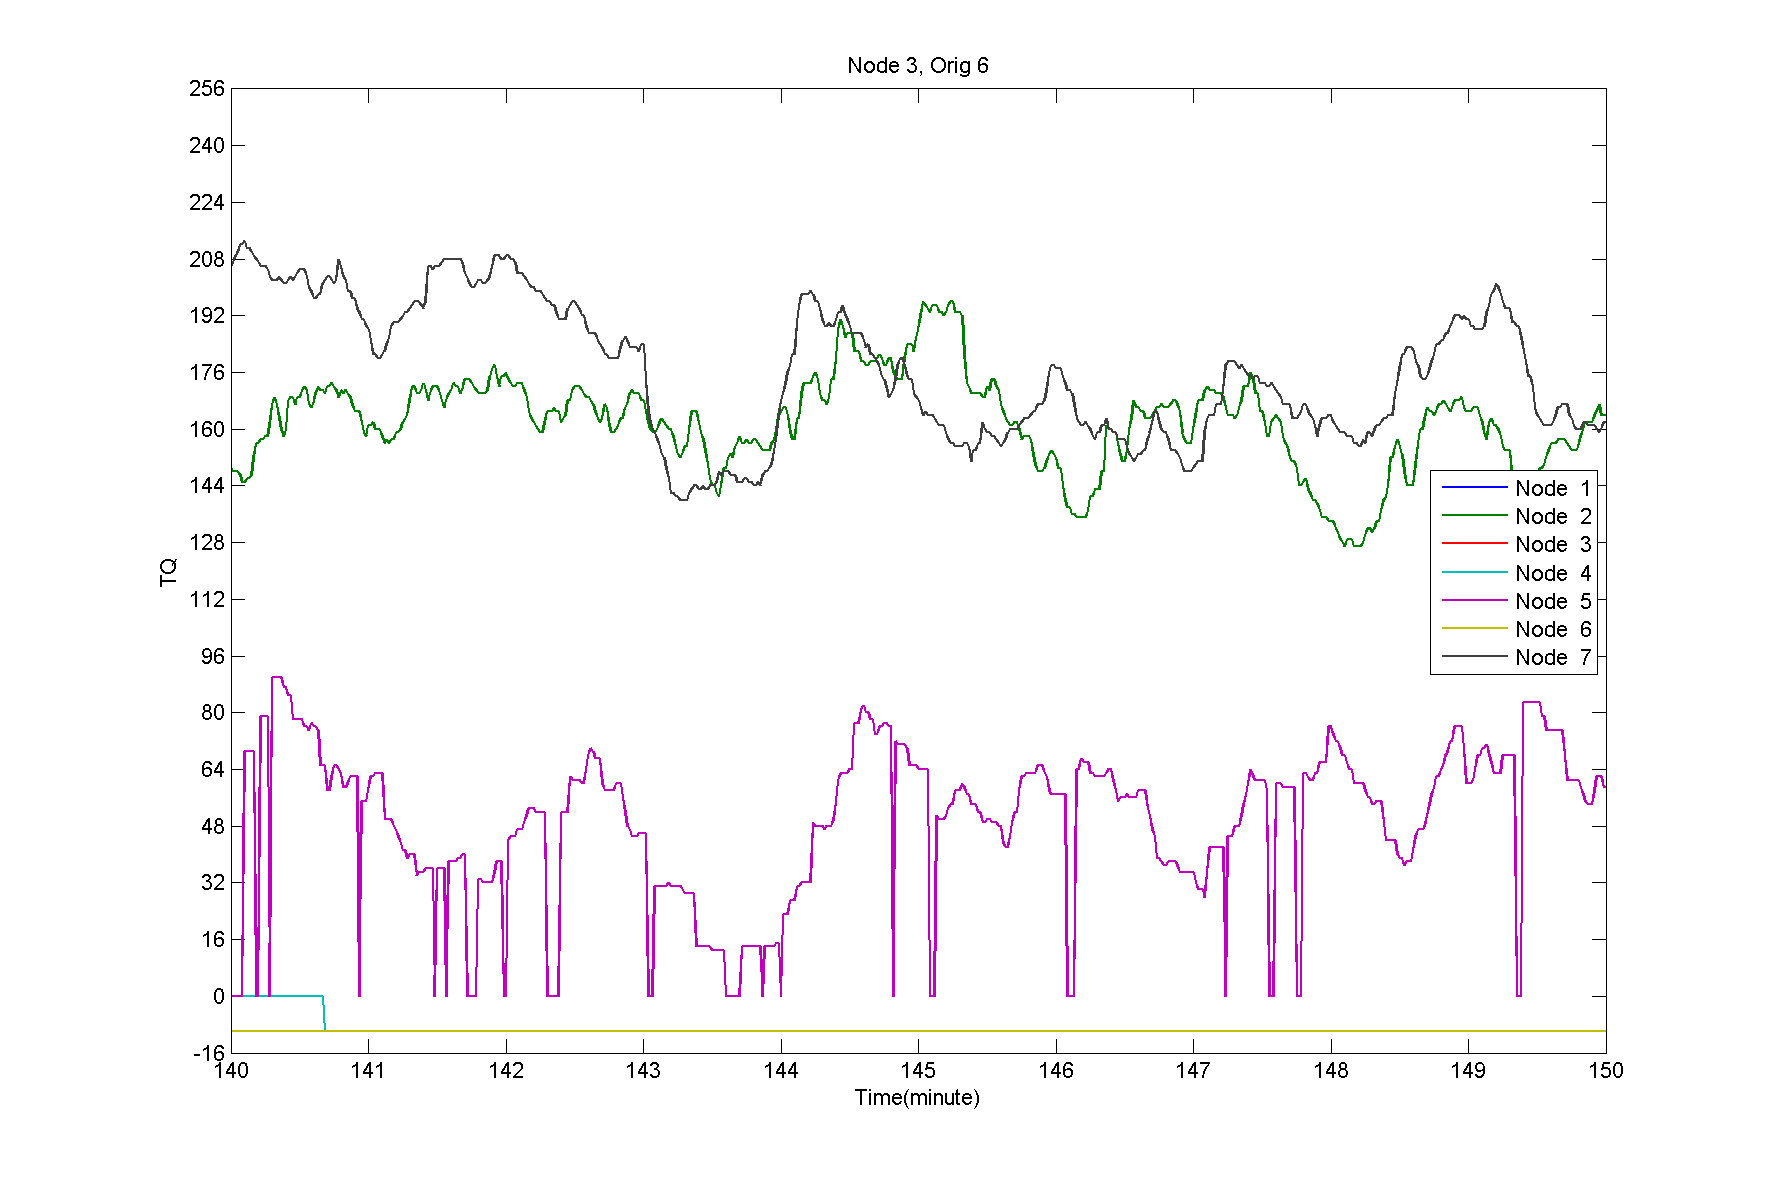 Node 3, Orig 6
256
240
224
208
192
176
160
144
128
112
96
80
64
48
32
16
0
-16
TQ
Node 1
Node 2
Node 3
Node 4
Node 5
Node 6
Node 7
140 141 142 143 144 145 146 147 148 149 150
Time(minute)